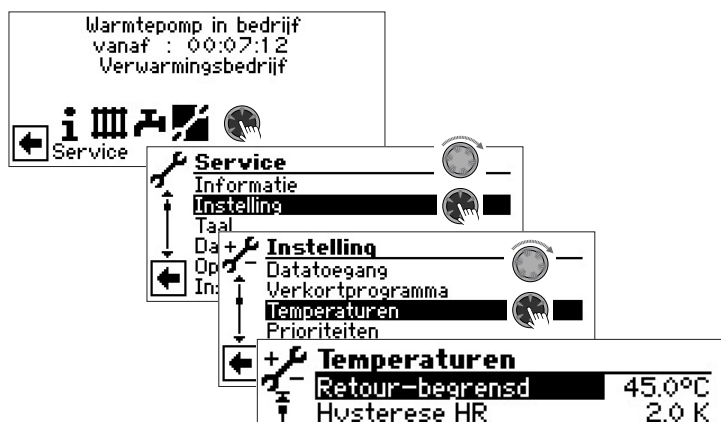 Warmtepomp in bedrijf
vanaf : 00:07:12
Verwarmingsbedrijf
Service
Service
Informatie
Instelling
Taal
Instelling
Datatoegang
Verkortprogramma
Temperaturen
Prioriteiten
Temperaturen
Retour-begrensd 45.0°C
Hysterese HR 2.0 K